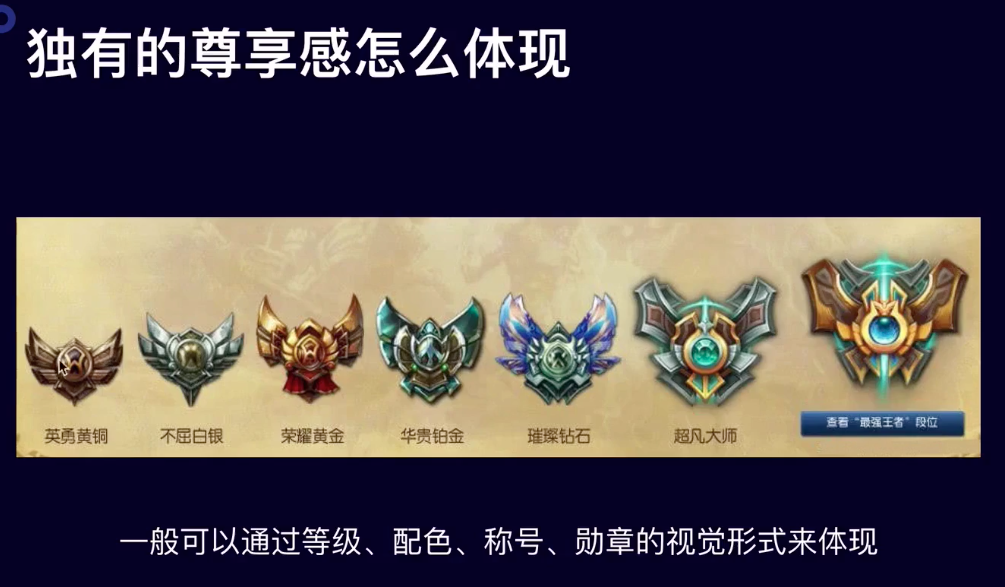 独有的尊享感怎么体现
英勇黄铜 不屈白银 荣耀黄金 华贵铂金 璀璨钻石 超凡大师 查看“最强王者”段位
一般可以通过等级、配色、称号、勋章的视觉形式来体现